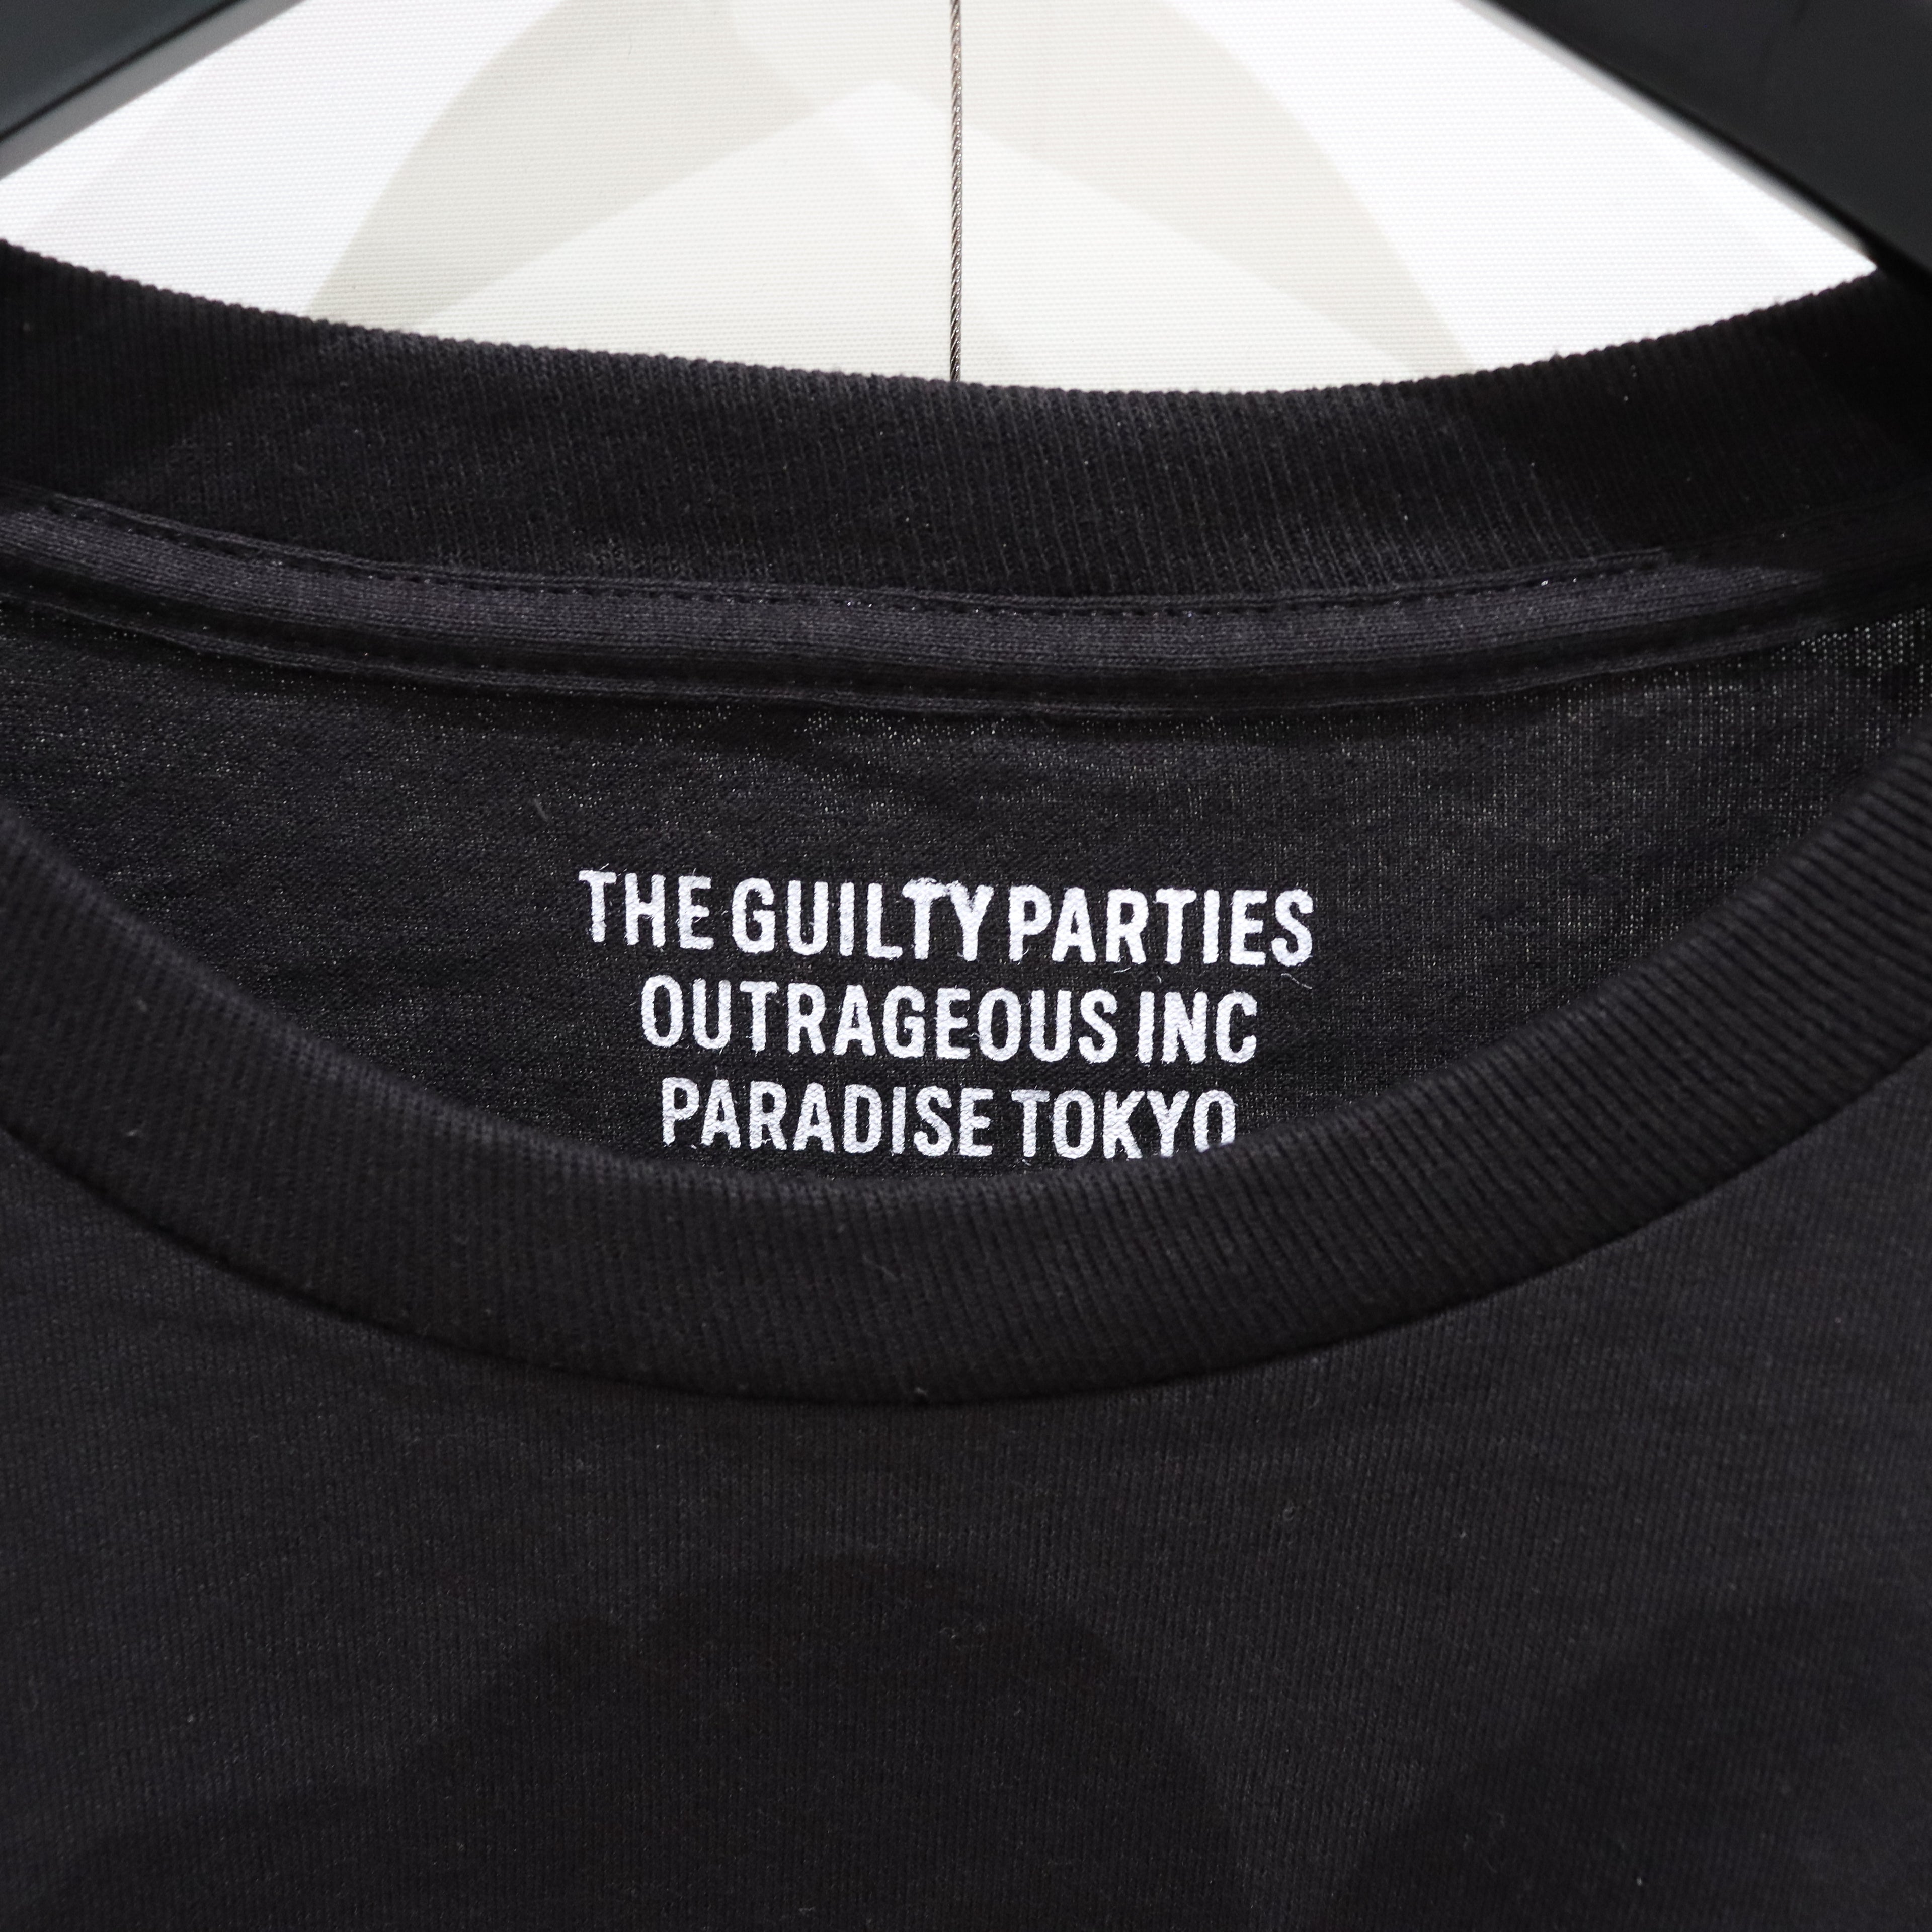 THE GUILTY PARTIES
OUTRAGEOUS INC
PARADISE TOKYO